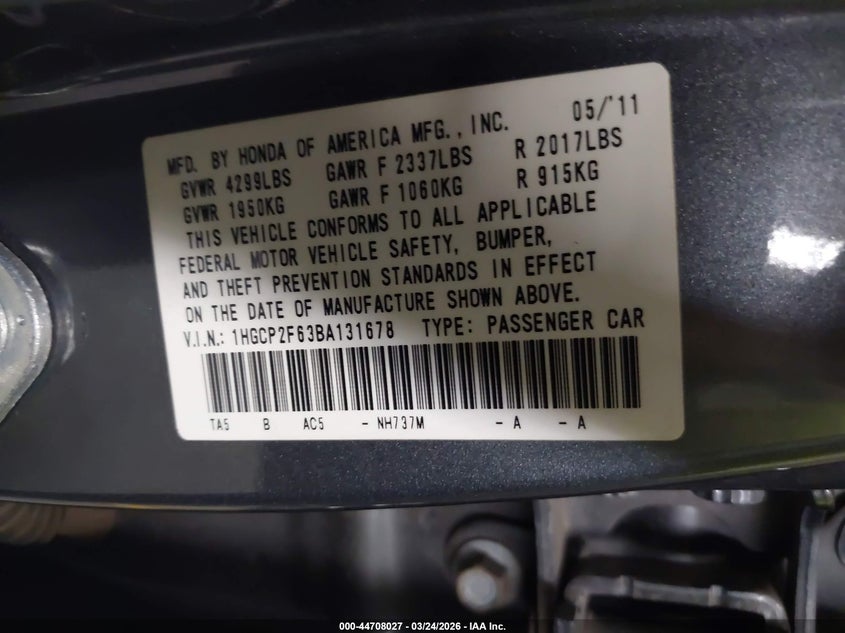 MFD. BY HONDA OF AMERICA MFG., INC. 05/'11
GVWR 4299LBS GAWR F 2337LBS R 2017LBS
GVWR 1950KG GAWR F 1060KG R 915KG
THIS VEHICLE CONFORMS TO ALL APPLICABLE
FEDERAL MOTOR VEHICLE SAFETY, BUMPER,
AND THEFT PREVENTION STANDARDS IN EFFECT
ON THE DATE OF MANUFACTURE SHOWN ABOVE.
V.I.N.: 1HGCP2F63BA131678 TYPE: PASSENGER CAR
TA5 B AC5 - NH737M - A - A
000-44708027 - 03/24/2026 - IAA Inc.